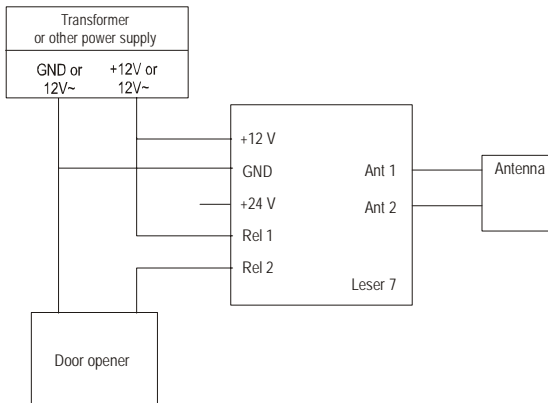 Transformer
or other power supply
GND or
12V~
+12V or
12V~
+12 V
GND
+24 V
Rel 1
Rel 2
Ant 1
Ant 2
Leser 7
Antenna
Door opener